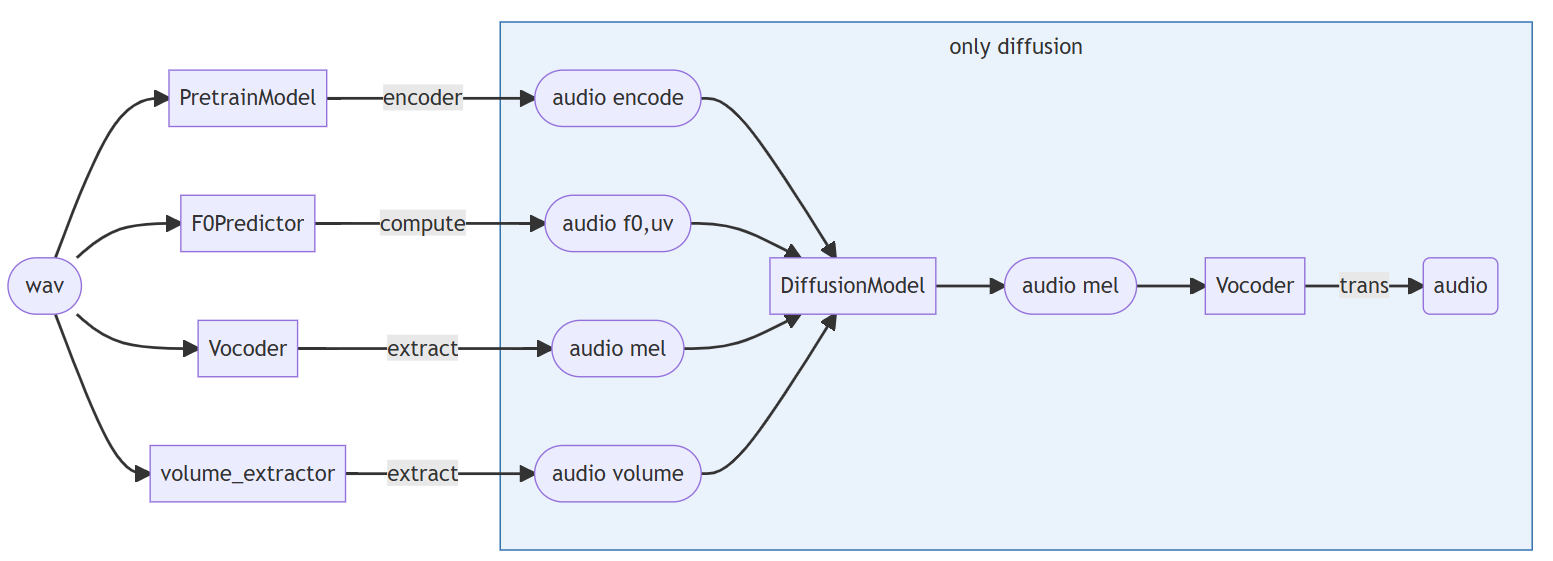 only diffusion
PretrainModel encoder audio encode
F0Predictor compute audio f0,uv
wav DiffusionModel audio mel Vocoder trans audio
Vocoder extract audio mel
volume_extractor extract audio volume